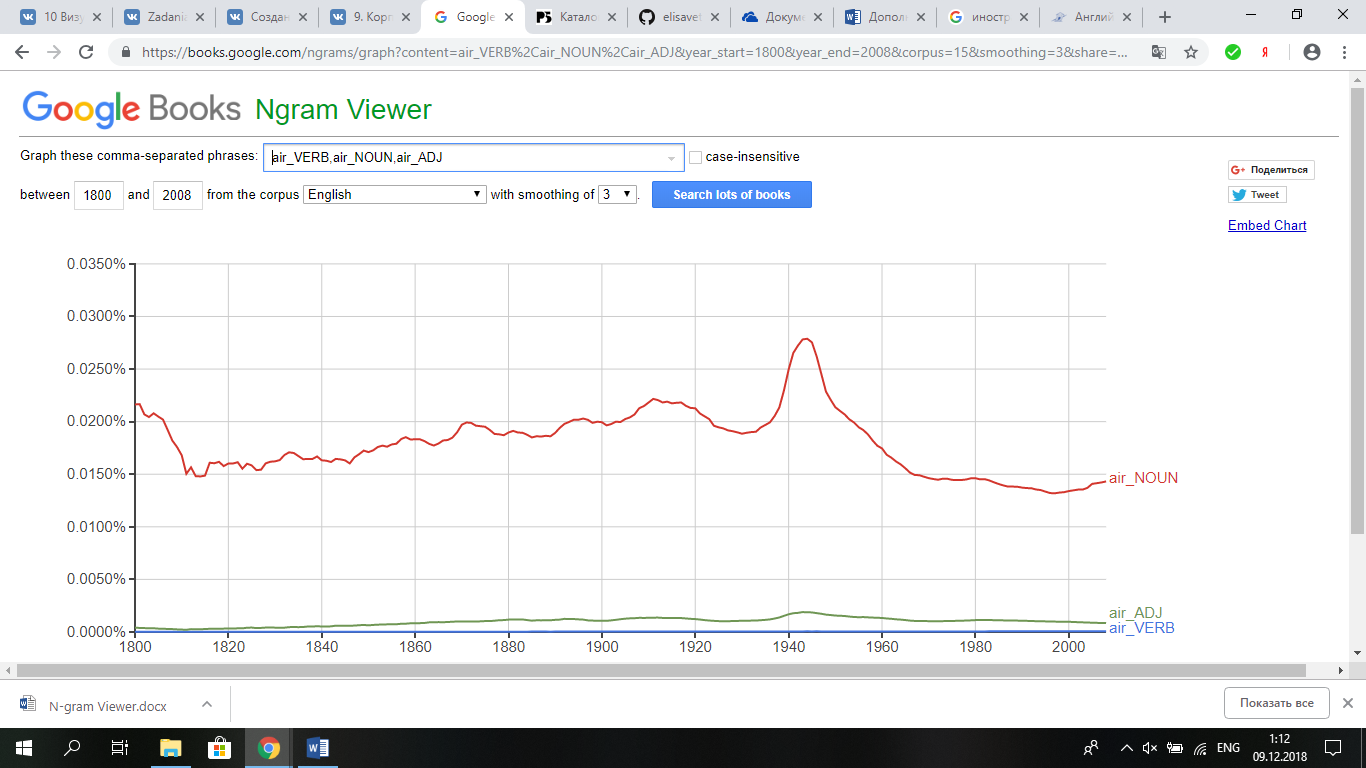 10 Визу
Zadani
Создан
9. Корп
Google
Катало
elisavet
Докуме
Дополн
иностр
Англий
https://books.google.com/ngrams/graph?content=air_VERB%2Cair_NOUN%2Cair_ADJ&year_start=1800&year_end=2008&corpus=15&smoothing=3&share=...
Google Books Ngram Viewer
Graph these comma-separated phrases: air_VERB,air_NOUN,air_ADJ case-insensitive
between 1800 and 2008 from the corpus English with smoothing of 3 . Search lots of books
G+ Поделиться
Tweet
Embed Chart
0.0350%
0.0300%
0.0250%
0.0200%
0.0150%
0.0100%
0.0050%
0.0000%
air_NOUN
air_ADJ
air_VERB
1800 1820 1840 1860 1880 1900 1920 1940 1960 1980 2000
N-gram Viewer.docx
Показать все
ENG
1:12
09.12.2018